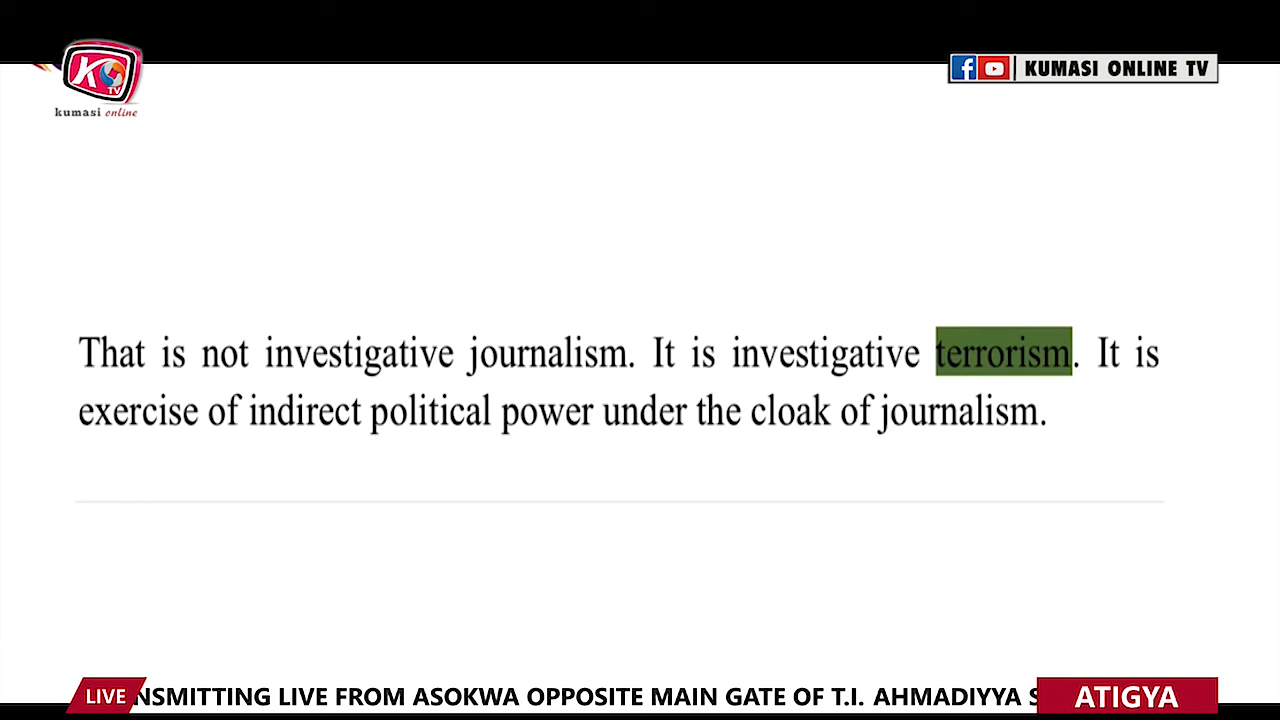 KUMASI ONLINE TV
K
TV
kumasi online
That is not investigative journalism. It is investigative terrorism. It is
exercise of indirect political power under the cloak of journalism.
LIVE
NSMITTING LIVE FROM ASOKWA OPPOSITE MAIN GATE OF T.I. AHMADIYYA S
ATIGYA